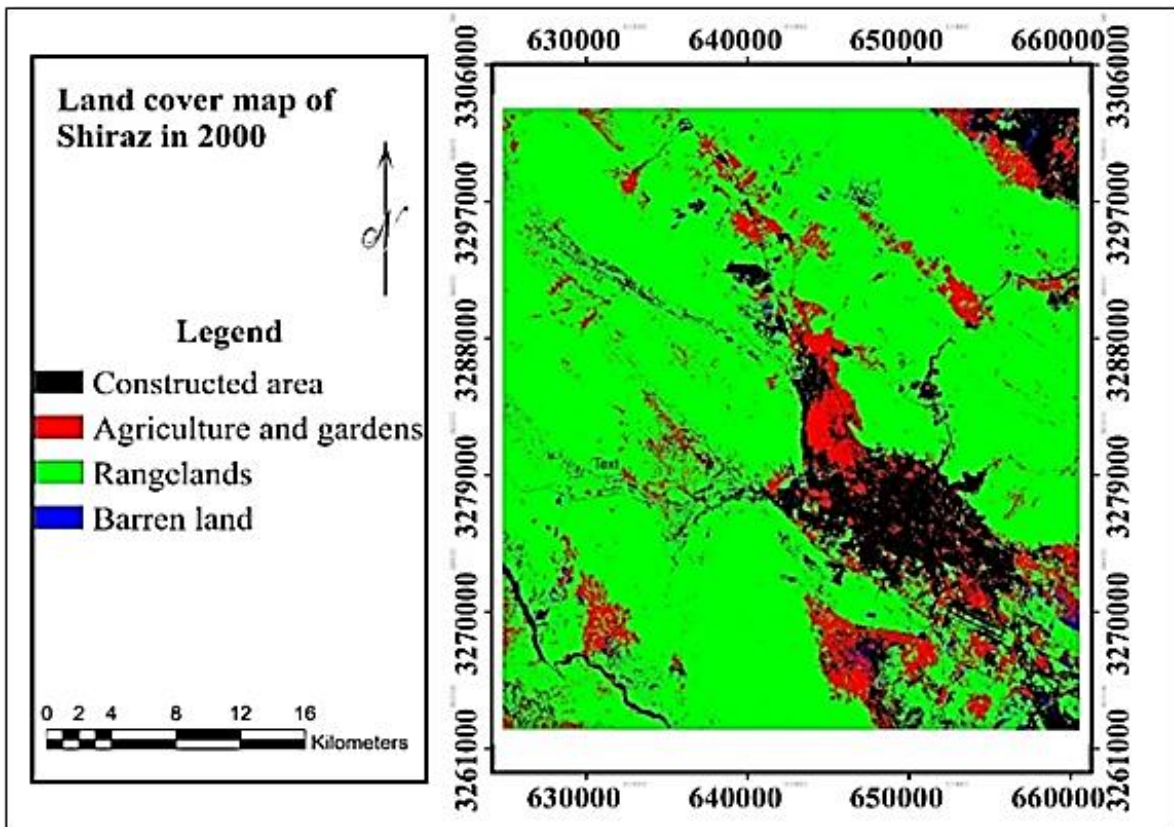 Land cover map of
Shiraz in 2000
N
Legend
Constructed area
Agriculture and gardens
Rangelands
Barren land
0 2 4 8 12 16
Kilometers
630000 640000 650000 660000
3306000
3297000
3288000
3279000
3270000
3261000
Text
3306000
3297000
3288000
3279000
3270000
3261000
630000 640000 650000 660000